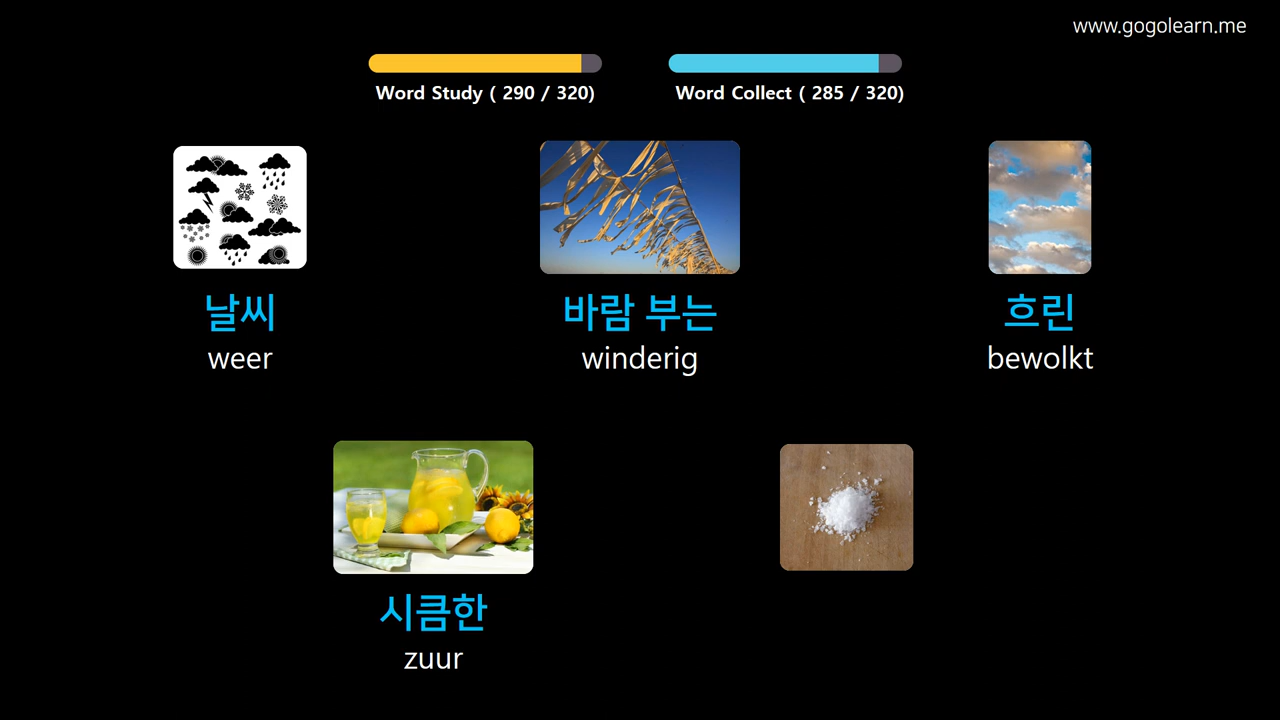 www.gogolearn.me
Word Study ( 290 / 320)
Word Collect ( 285 / 320)
날씨
weer
바람 부는
winderig
흐린
bewolkt
시큼한
zuur